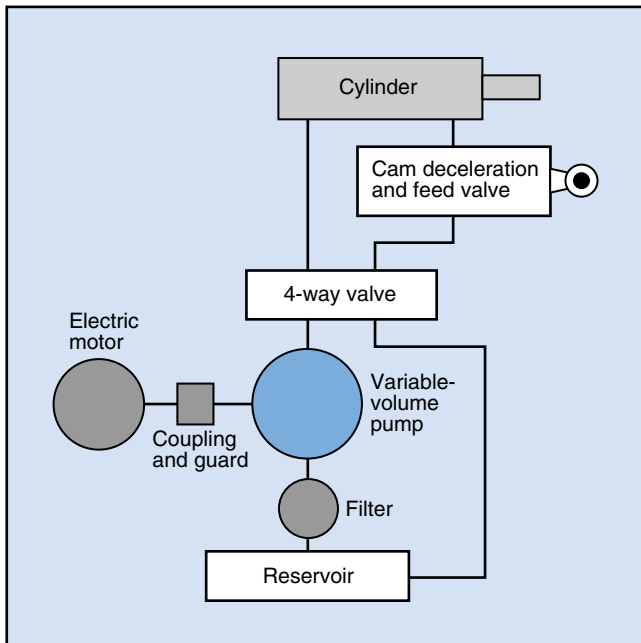 Cylinder
Cam deceleration
and feed valve
4-way valve
Electric
motor
Variable-
volume
pump
Coupling
and guard
Filter
Reservoir